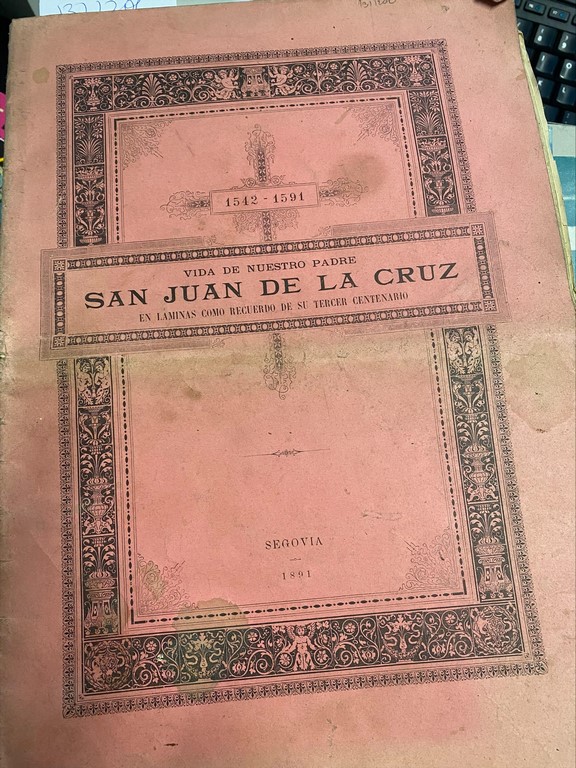 1542 - 1591
VIDA DE NUESTRO PADRE
SAN JUAN DE LA CRUZ
EN LÁMINAS COMO RECUERDO DE SU TERCER CENTENARIO
SEGOVIA
1891